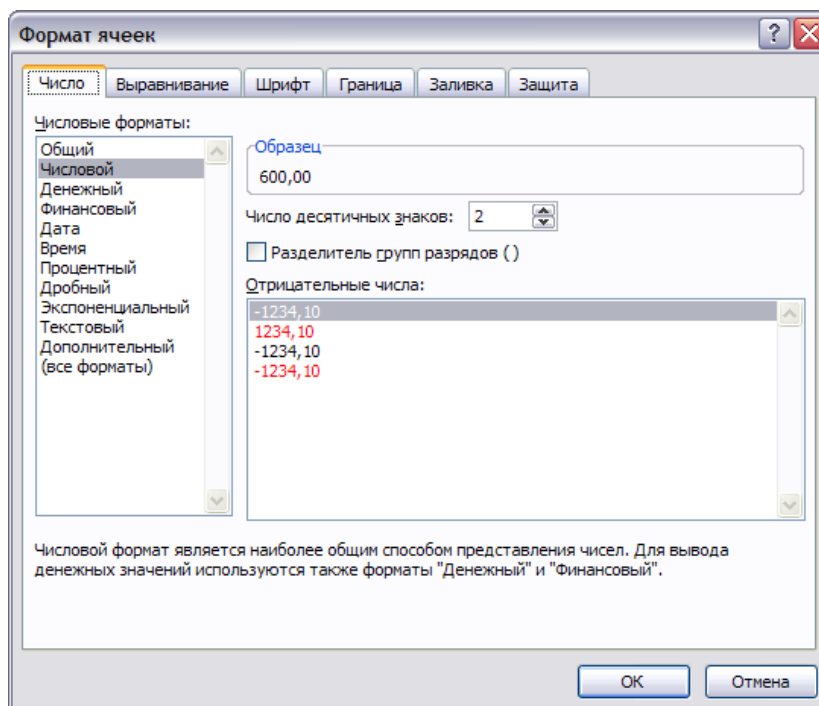 Формат ячеек
Число Выравнивание Шрифт Граница Заливка Защита
Числовые форматы:
Общий
Числовой
Денежный
Финансовый
Дата
Время
Процентный
Дробный
Экспоненциальный
Текстовый
Дополнительный
(все форматы)
Образец
600,00
Число десятичных знаков: 2
Разделитель групп разрядов ( )
Отрицательные числа:
-1234,10
1234,10
-1234,10
-1234,10
Числовой формат является наиболее общим способом представления чисел. Для вывода
денежных значений используются также форматы "Денежный" и "Финансовый".
ОК Отмена